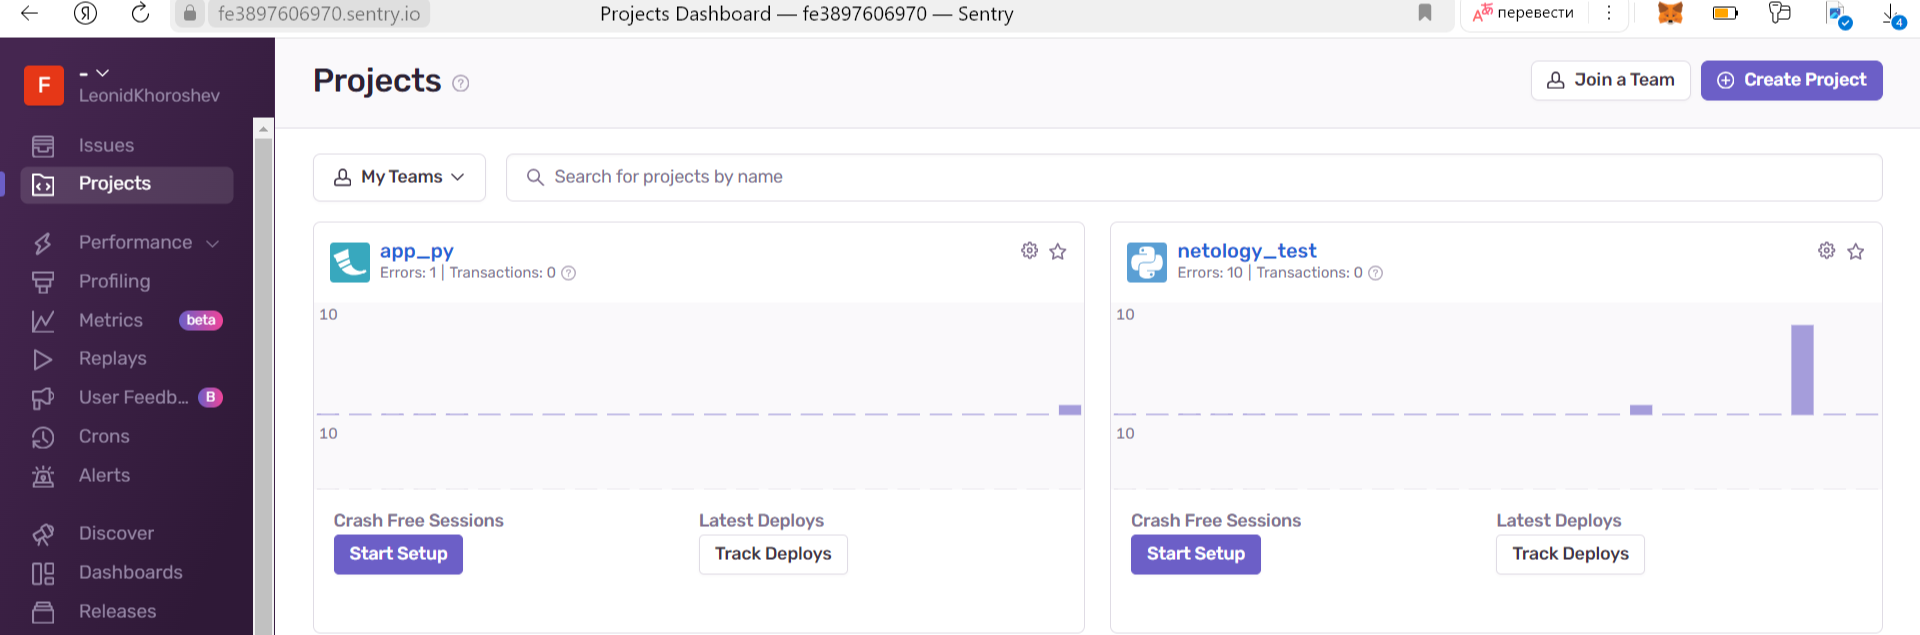 Я
fe3897606970.sentry.io
Projects Dashboard — fe3897606970 — Sentry
перевести
4
F
-
LeonidKhoroshev
Issues
Projects
Performance
Profiling
Metrics beta
Replays
User Feedb... B
Crons
Alerts
Discover
Dashboards
Releases
Projects ?
Join a Team
Create Project
My Teams
Search for projects by name
app_py
Errors: 1 | Transactions: 0 ?
10
10
Crash Free Sessions
Start Setup
Latest Deploys
Track Deploys
netology_test
Errors: 10 | Transactions: 0 ?
10
10
Crash Free Sessions
Start Setup
Latest Deploys
Track Deploys